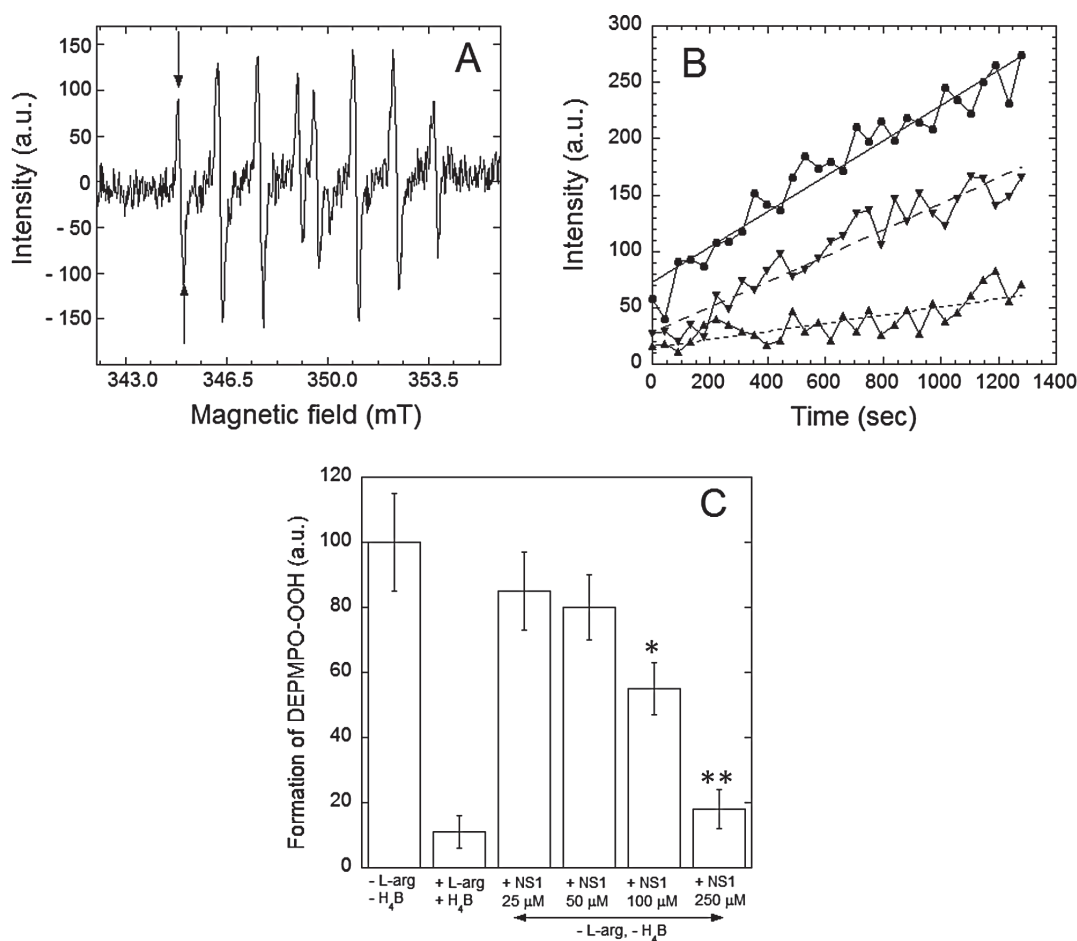 A
Intensity (a.u.)
150
100
50
0
- 50
- 100
- 150
343.0 346.5 350.0 353.5
Magnetic field (mT)
B
Intensity (a.u.)
300
250
200
150
100
50
0
0 200 400 600 800 1000 1200 1400
Time (sec)
C
Formation of DEPMPO-OOH (a.u.)
120
100
80
60
40
20
0
*
**
- L-arg + L-arg + NS1 + NS1 + NS1 + NS1
- H4B + H4B 25 µM 50 µM 100 µM 250 µM
- L-arg, - H4B